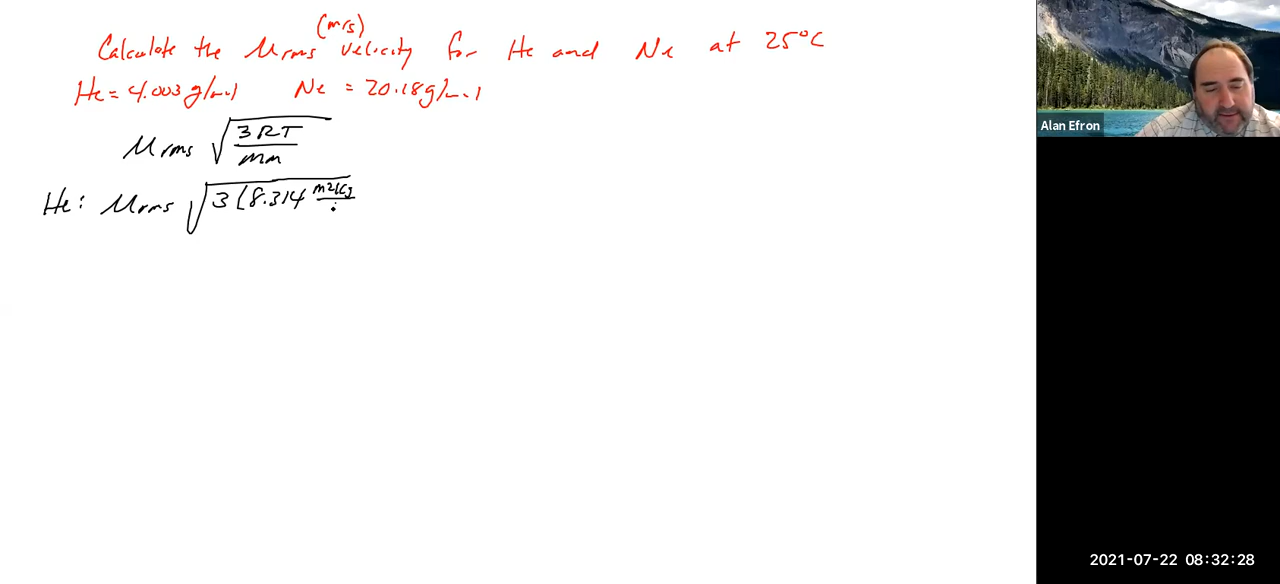 (m/s)
Calculate the Urms velocity for He and Ne at 25°C
He = 4.003 g/mol Ne = 20.18 g/mol
Urms √ 3RT
mm
He: Urms √ 3(8.314 m²kg
Alan Efron
2021-07-22 08:32:28